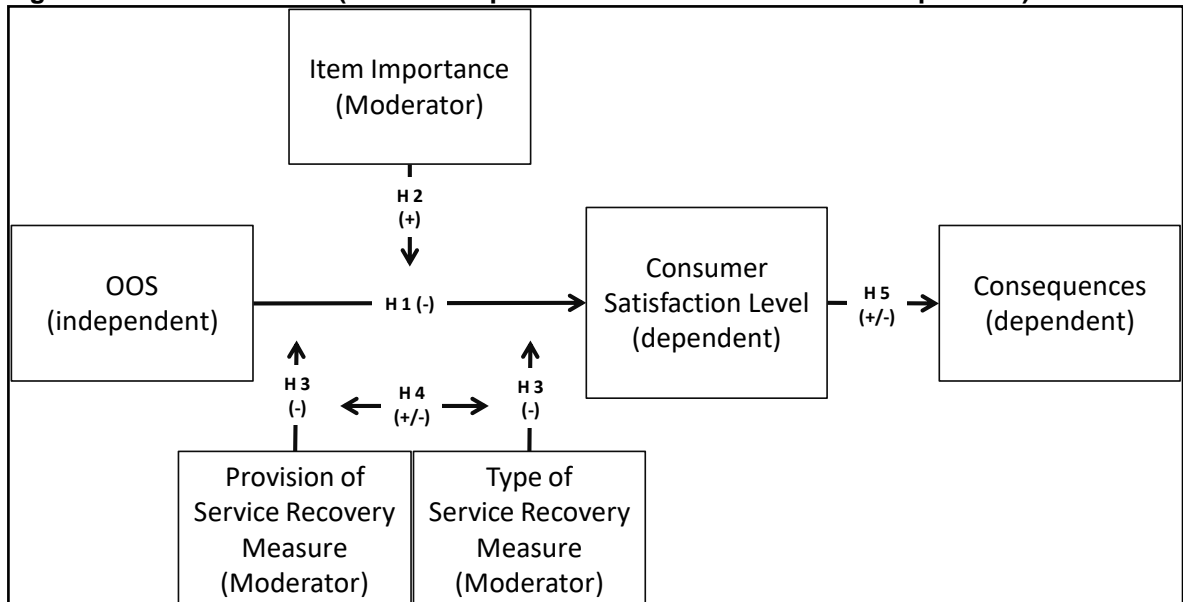 Item Importance
(Moderator)
H 2
(+)
OOS
(independent)
H 1 (-)
Consumer
Satisfaction Level
(dependent)
H 5
(+/-)
Consequences
(dependent)
H 3
(-)
H 4
(+/-)
H 3
(-)
Provision of
Service Recovery
Measure
(Moderator)
Type of
Service Recovery
Measure
(Moderator)